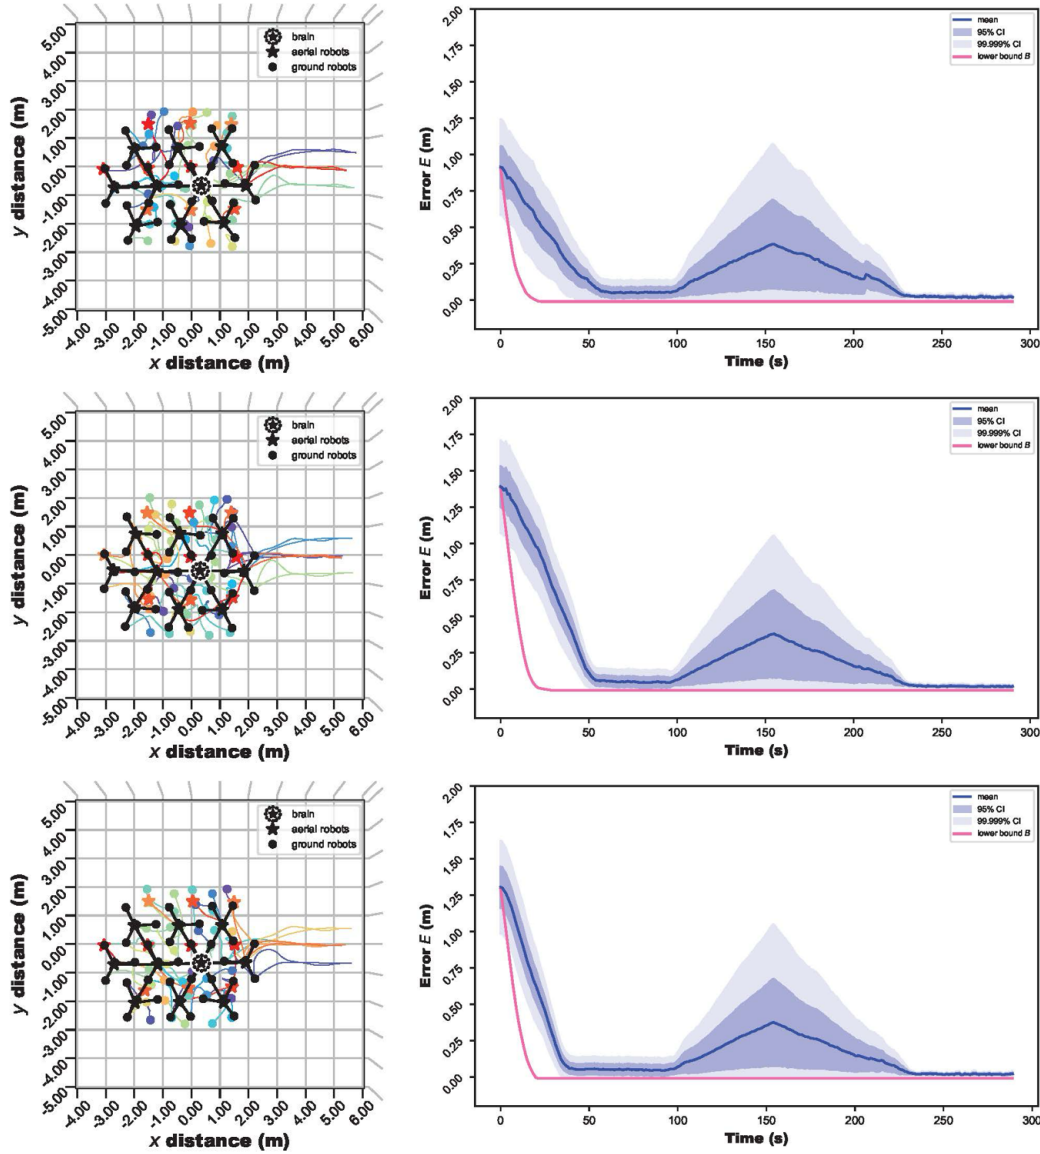 5.00
4.00
3.00
2.00
1.00
0.00
-1.00
-2.00
-3.00
-4.00
-5.00
y distance (m)
brain
aerial robots
ground robots
-4.00 -3.00 -2.00 -1.00 0.00 1.00 2.00 3.00 4.00 5.00 6.00
x distance (m)
2.00
1.75
1.50
1.25
1.00
0.75
0.50
0.25
0.00
Error E (m)
mean
95% CI
99.999% CI
lower bound B
0 50 100 150 200 250 300
Time (s)
5.00
4.00
3.00
2.00
1.00
0.00
-1.00
-2.00
-3.00
-4.00
-5.00
y distance (m)
brain
aerial robots
ground robots
-4.00 -3.00 -2.00 -1.00 0.00 1.00 2.00 3.00 4.00 5.00 6.00
x distance (m)
2.00
1.75
1.50
1.25
1.00
0.75
0.50
0.25
0.00
Error E (m)
mean
95% CI
99.999% CI
lower bound B
0 50 100 150 200 250 300
Time (s)
5.00
4.00
3.00
2.00
1.00
0.00
-1.00
-2.00
-3.00
-4.00
-5.00
y distance (m)
brain
aerial robots
ground robots
-4.00 -3.00 -2.00 -1.00 0.00 1.00 2.00 3.00 4.00 5.00 6.00
x distance (m)
2.00
1.75
1.50
1.25
1.00
0.75
0.50
0.25
0.00
Error E (m)
mean
95% CI
99.999% CI
lower bound B
0 50 100 150 200 250 300
Time (s)